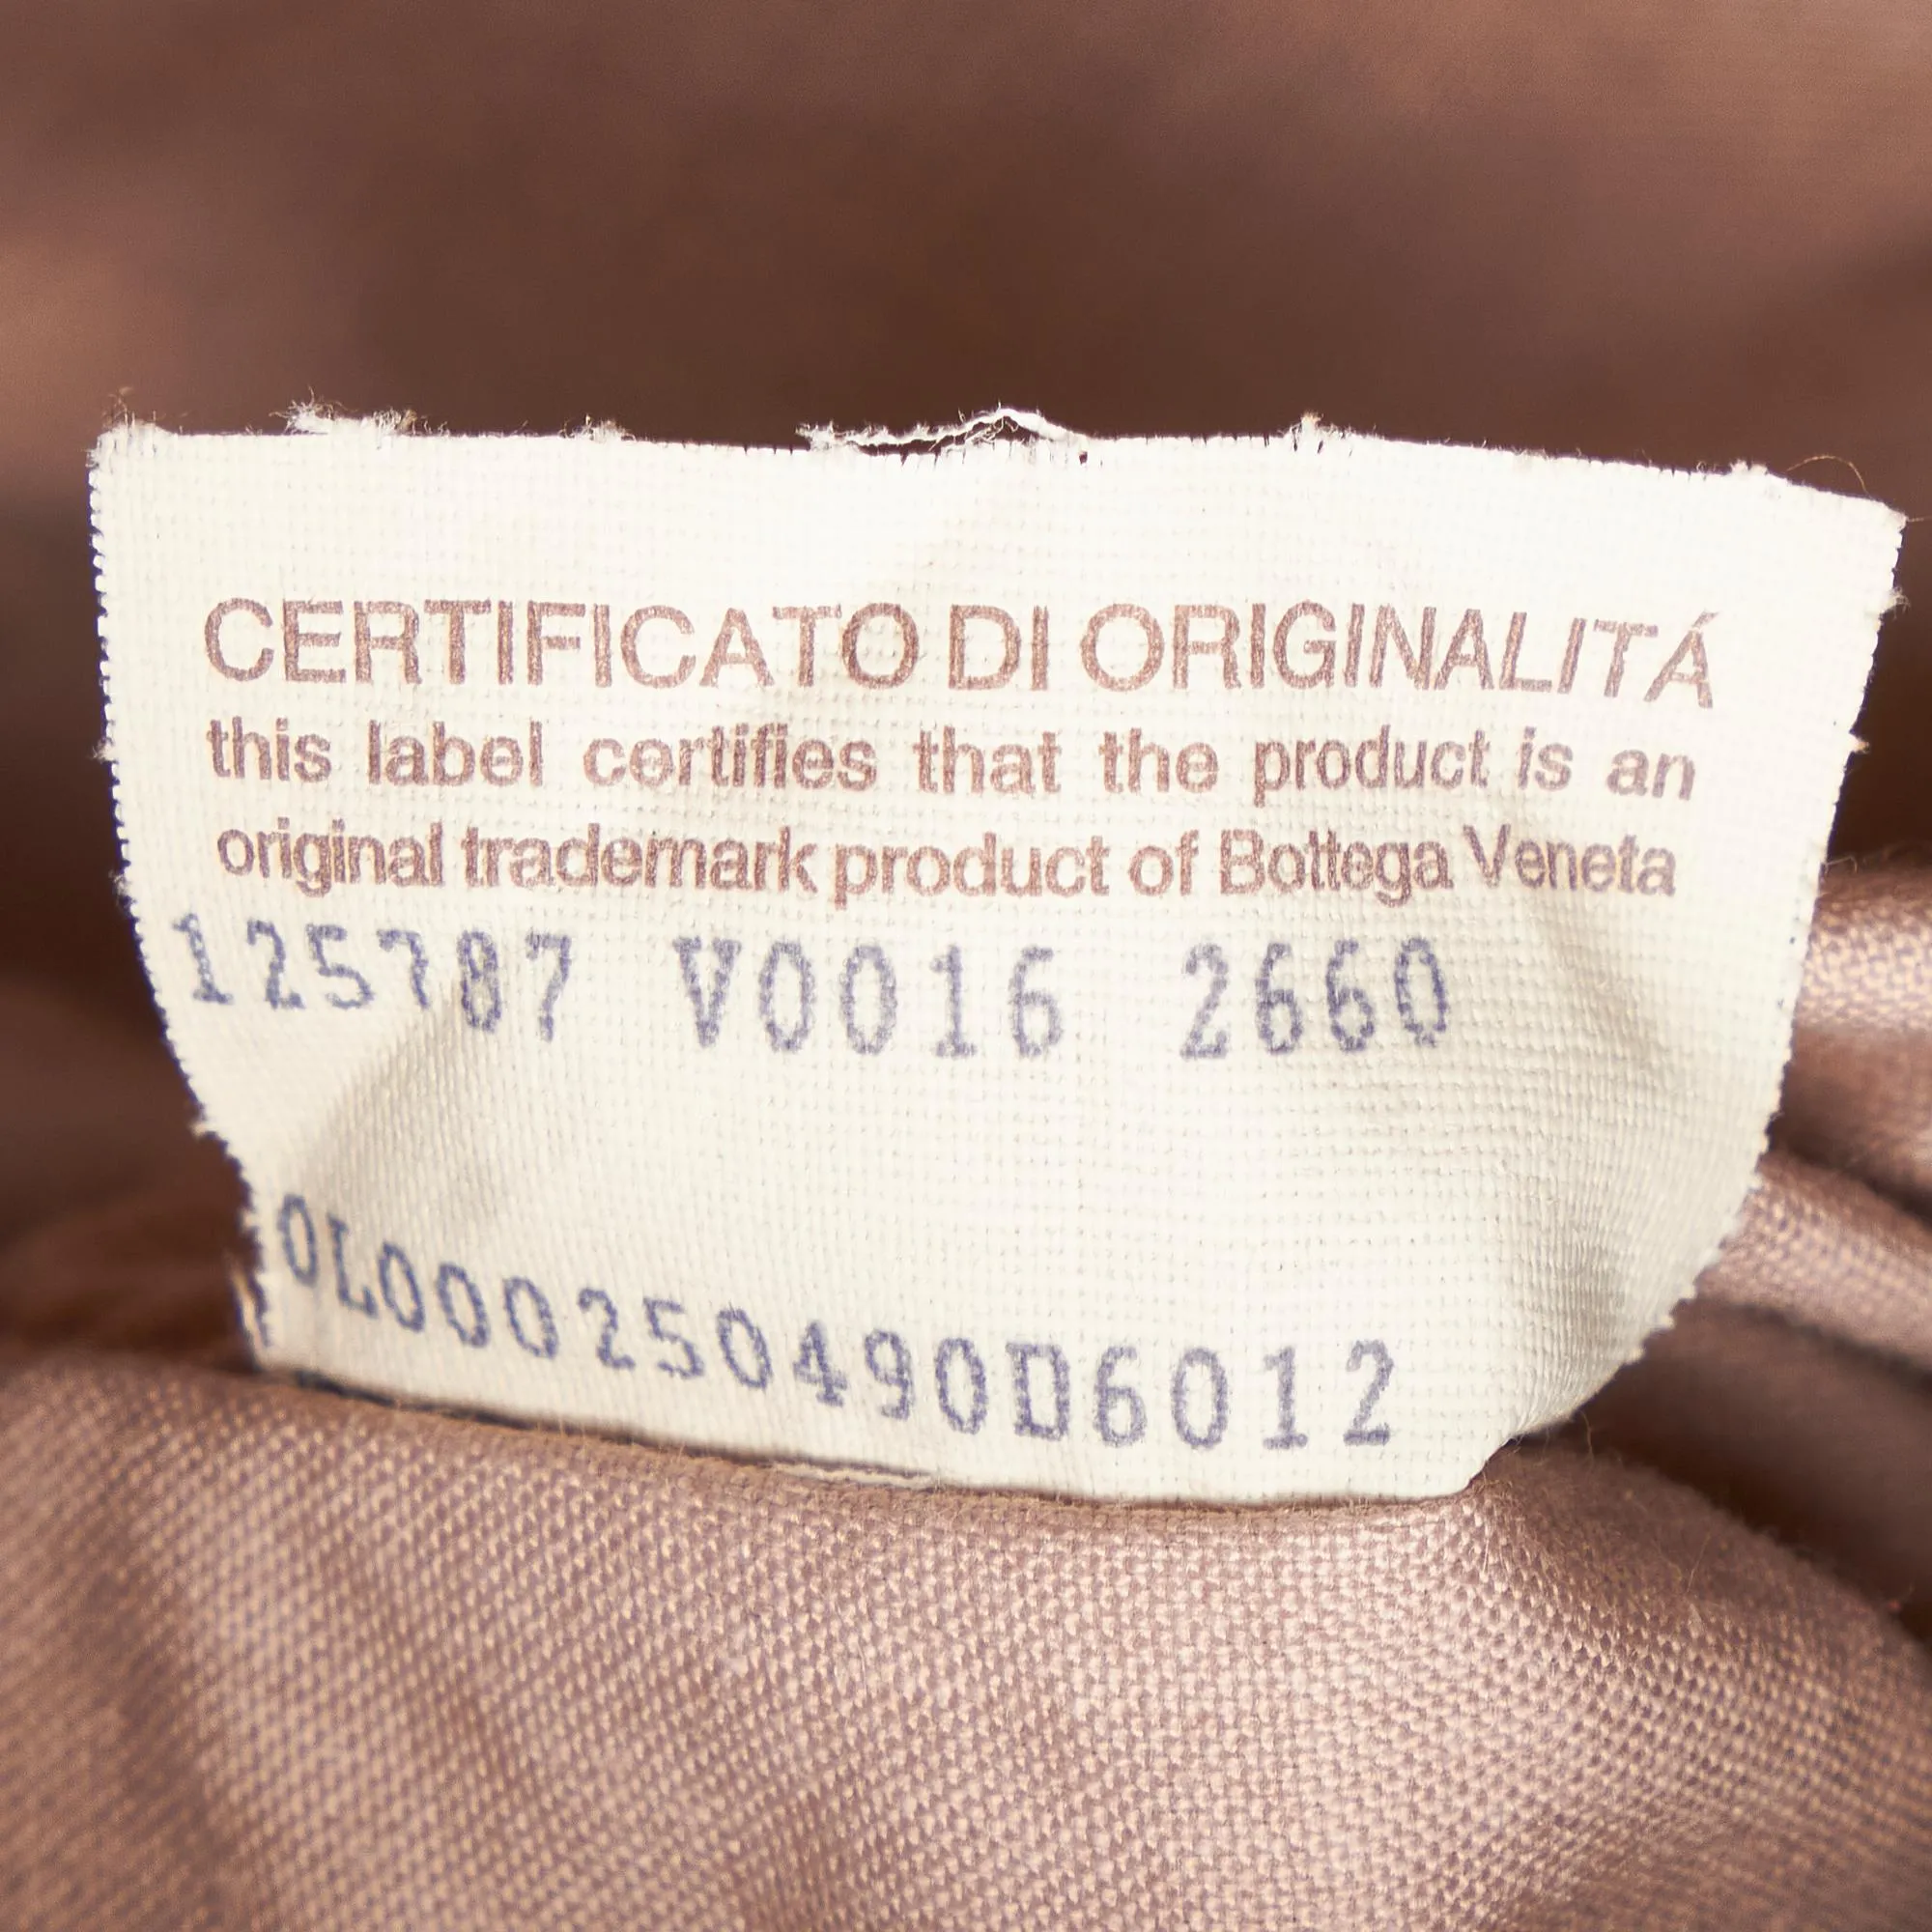 CERTIFICATO DI ORIGINALITÁ
this label certifies that the product is an
original trademark product of Bottega Veneta
125787 V0016 2660
0L000250490D6012